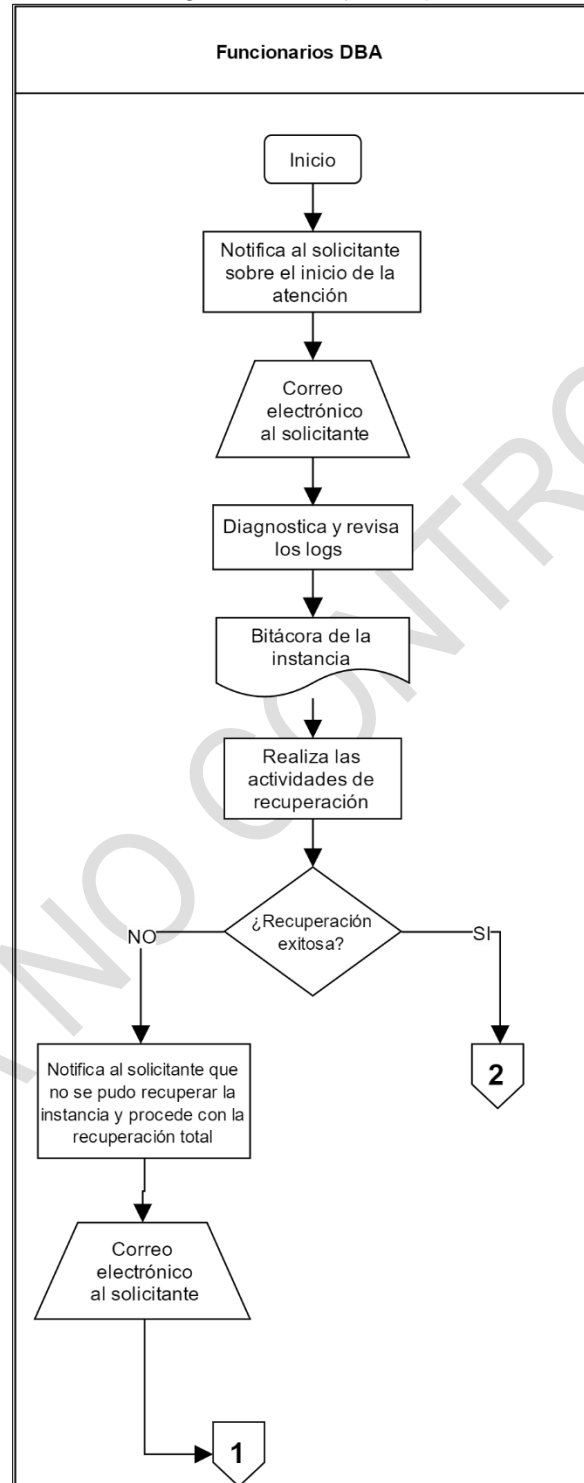 Funcionarios DBA
Inicio
Notifica al solicitante
sobre el inicio de la
atención
Correo
electrónico
al solicitante
Diagnostica y revisa
los logs
Bitácora de la
instancia
Realiza las
actividades de
recuperación
¿Recuperación
exitosa?
NO
SI
Notifica al solicitante que
no se pudo recuperar la
instancia y procede con la
recuperación total
2
Correo
electrónico
al solicitante
1
NO CONTRO